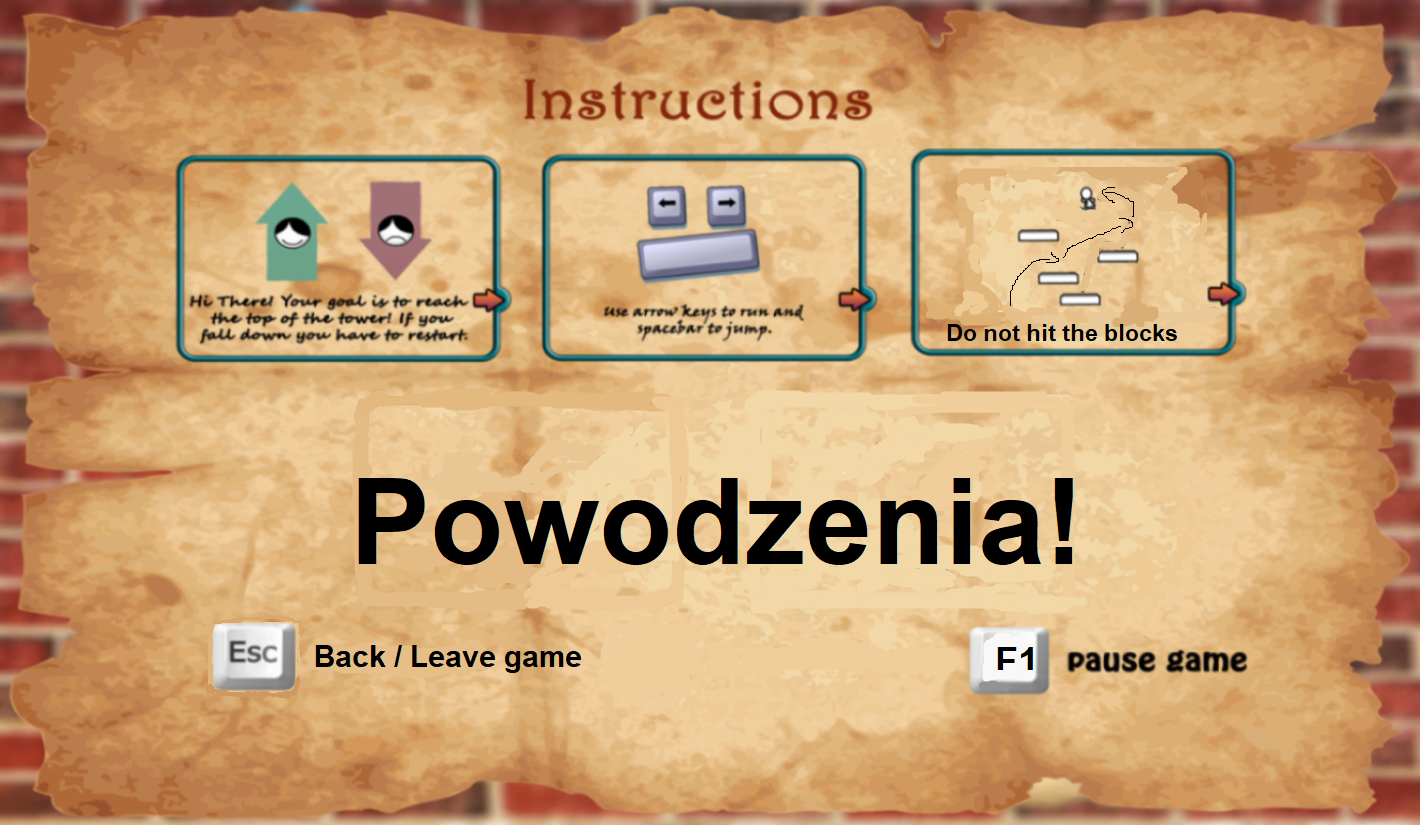 Instructions
Hi There! Your goal is to reach
the top of the tower! If you
fall down you have to restart.
use arrow keys to run and
spacebar to jump.
Do not hit the blocks
Powodzenia!
Esc
Back / Leave game
F1
pause game